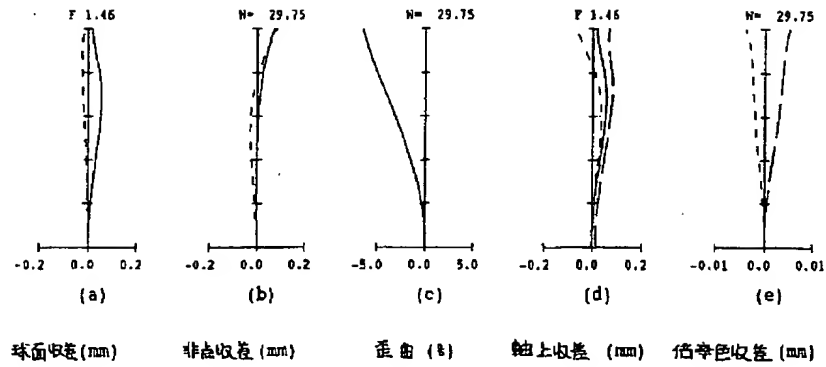 F 1.46 W= 29.75 W= 29.75 F 1.46 W= 29.75
-0.2 0.0 0.2 -0.2 0.0 0.2 -5.0 0.0 5.0 -0.2 0.0 0.2 -0.01 0.0 0.01
(a) (b) (c) (d) (e)
球面収差(mm) 非点収差(mm) 歪曲(%) 軸上収差 (mm) 倍率色収差(mm)